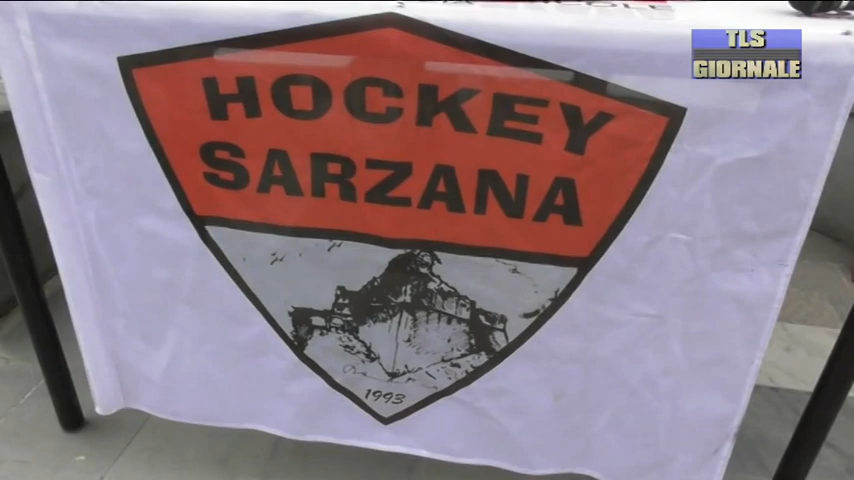 TLS
GIORNALE
HOCKEY
SARZANA
1993